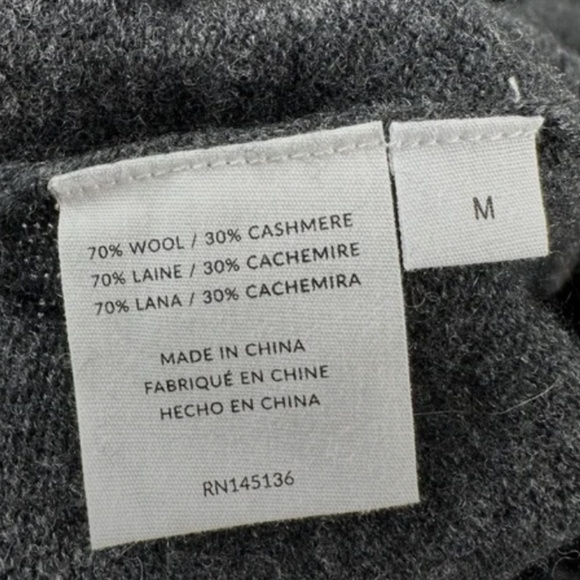 70% WOOL / 30% CASHMERE
70% LAINE / 30% CACHEMIRE
70% LANA / 30% CACHEMIRA
MADE IN CHINA
FABRIQUÉ EN CHINE
HECHO EN CHINA
RN145136
M